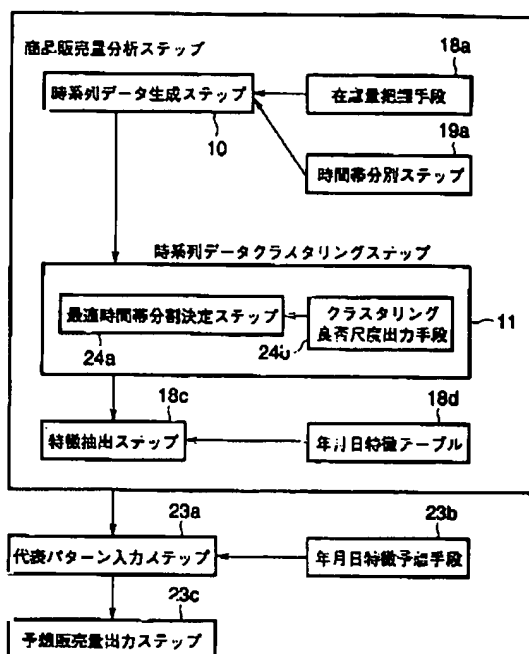 商品販売量分析ステップ
18a
時系列データ生成ステップ
在庫量把握手段
10
19a
時間帯分別ステップ
時系列データクラスタリングステップ
最適時間帯分割決定ステップ
クラスタリング
良否尺度出力手段
11
24a
24b
18c
18d
特徴抽出ステップ
年月日特徴テーブル
23a
23b
代表パターン入力ステップ
年月日特徴予想手段
23c
予想販売量出力ステップ